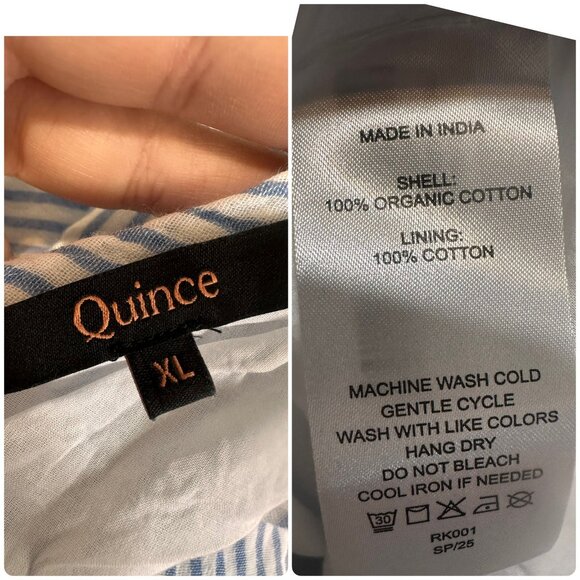 Quince
XL
MADE IN INDIA
SHELL:
100% ORGANIC COTTON
LINING:
100% COTTON
MACHINE WASH COLD
GENTLE CYCLE
WASH WITH LIKE COLORS
HANG DRY
DO NOT BLEACH
COOL IRON IF NEEDED
30
RK001
SP/25